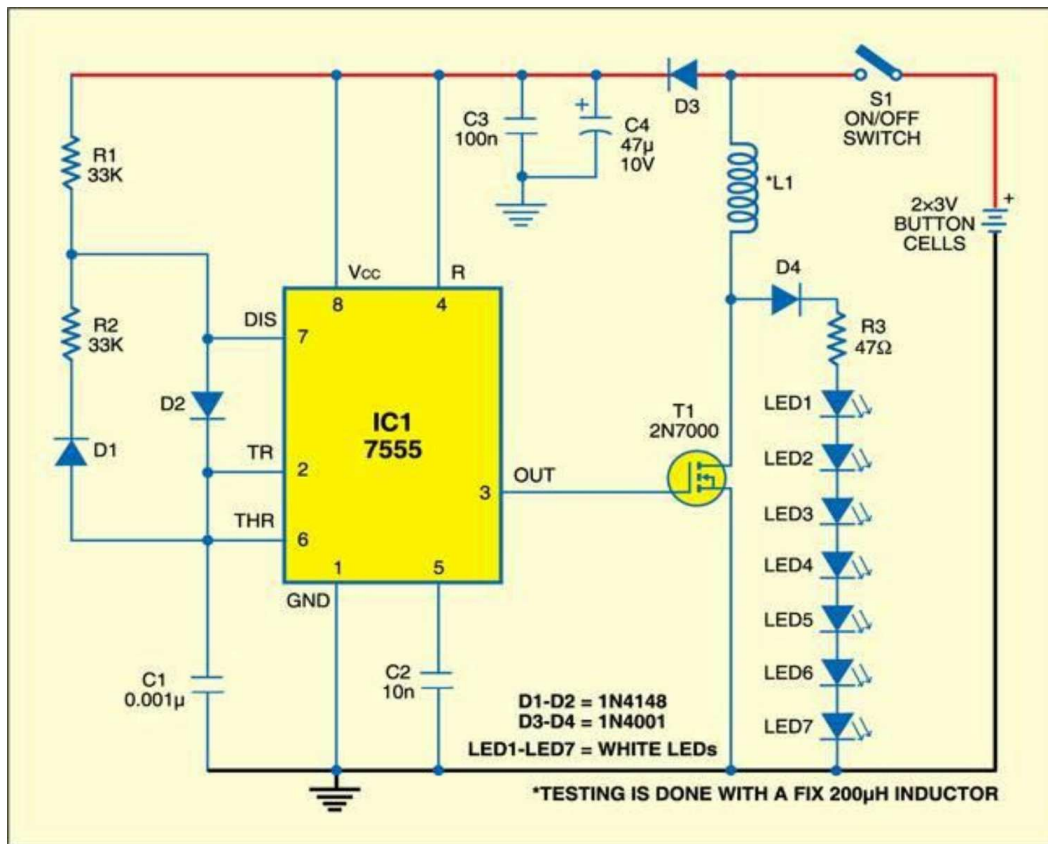 D3
S1
ON/OFF
SWITCH
C3
100n
+
C4
47µ
10V
R1
33K
*L1
2×3V
BUTTON
CELLS
+
Vcc
R
8
4
D4
R2
33K
DIS
7
R3
47Ω
D2
IC1
7555
T1
2N7000
LED1
D1
TR
2
LED2
OUT
3
LED3
THR
6
LED4
1
5
GND
LED5
C1
0.001µ
C2
10n
LED6
D1-D2 = 1N4148
D3-D4 = 1N4001
LED7
LED1-LED7 = WHITE LEDs
*TESTING IS DONE WITH A FIX 200µH INDUCTOR